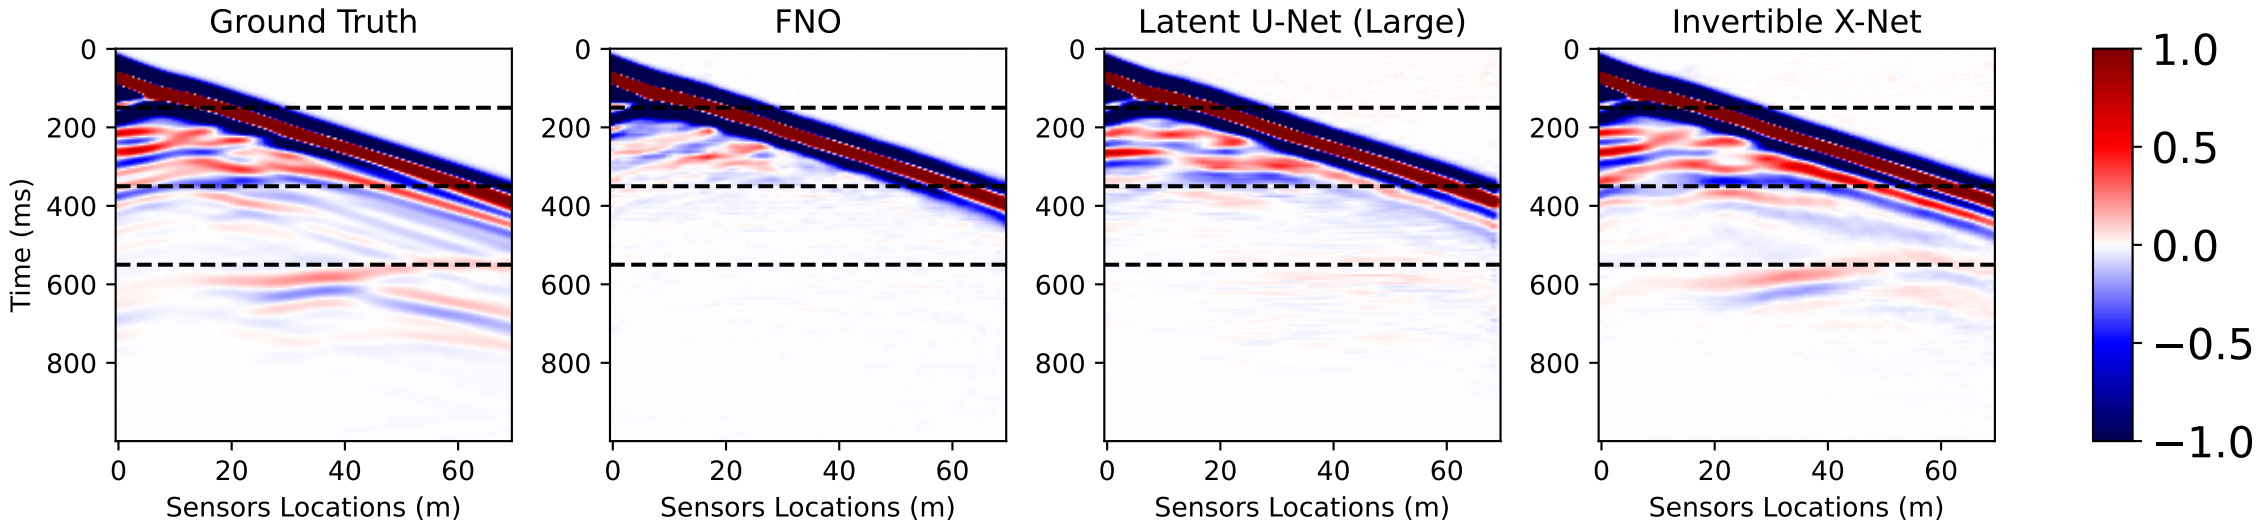 Ground Truth
FNO
Latent U-Net (Large)
Invertible X-Net
Time (ms)
0
200
400
600
800
0 20 40 60
Sensors Locations (m)
0
200
400
600
800
0 20 40 60
Sensors Locations (m)
0
200
400
600
800
0 20 40 60
Sensors Locations (m)
0
200
400
600
800
0 20 40 60
Sensors Locations (m)
1.0
0.5
0.0
−0.5
−1.0